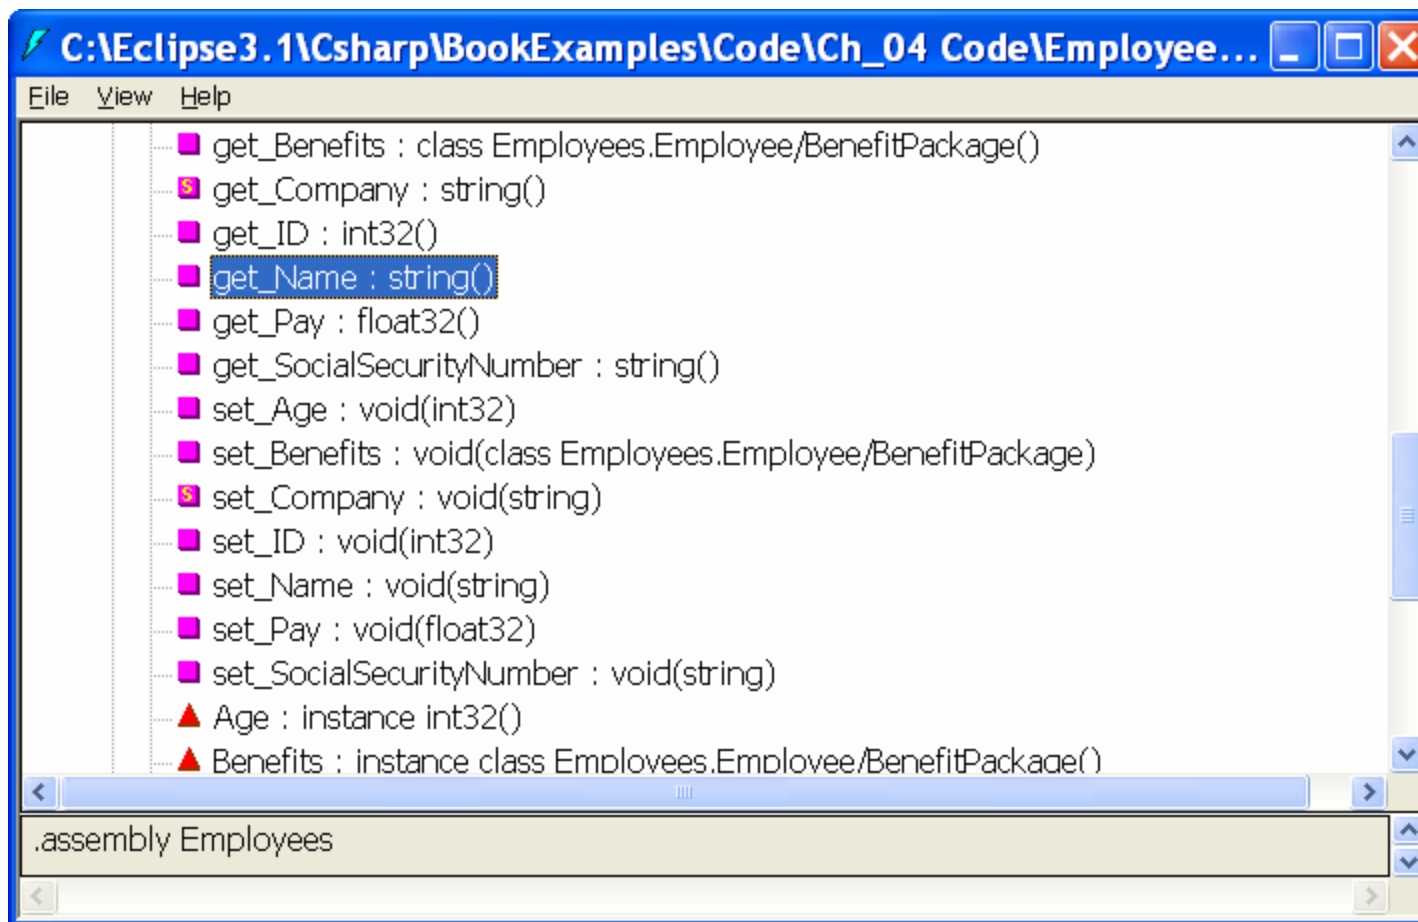 C:\Eclipse3.1\Csharp\BookExamples\Code\Ch_04 Code\Employee...
File View Help
get_Benefits : class Employees.Employee/BenefitPackage()
S get_Company : string()
get_ID : int32()
get_Name : string()
get_Pay : float32()
get_SocialSecurityNumber : string()
set_Age : void(int32)
set_Benefits : void(class Employees.Employee/BenefitPackage)
S set_Company : void(string)
set_ID : void(int32)
set_Name : void(string)
set_Pay : void(float32)
set_SocialSecurityNumber : void(string)
Age : instance int32()
Benefits : instance class Employees.Employee/BenefitPackage()
.assembly Employees